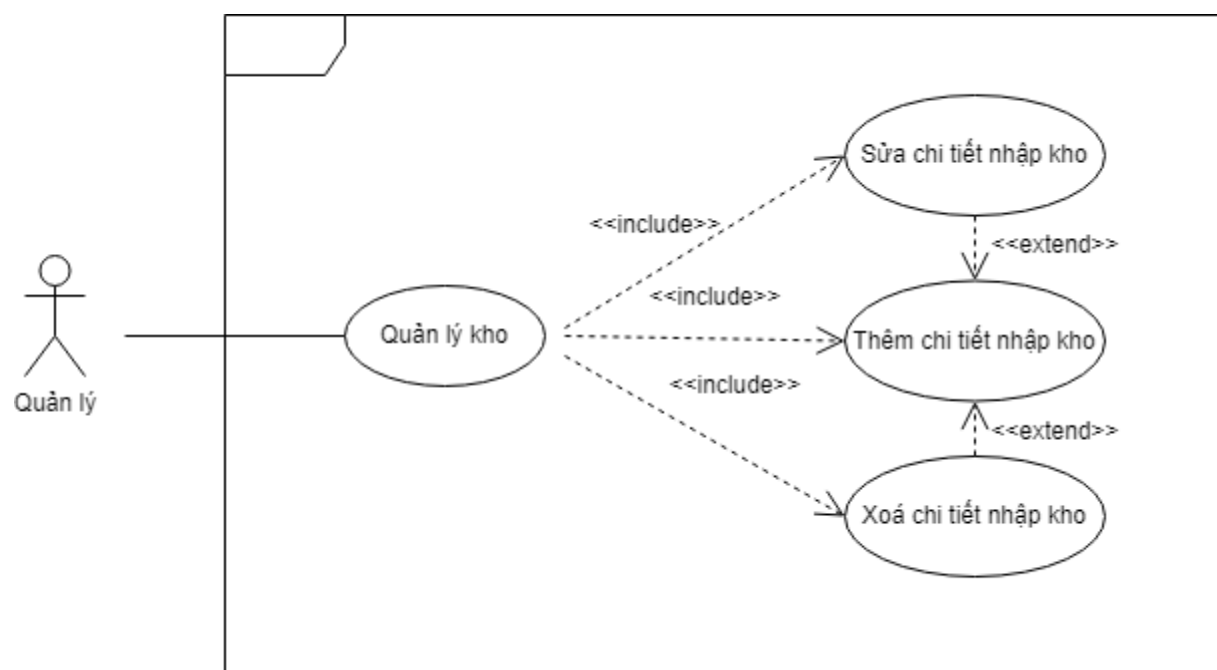 Sửa chi tiết nhập kho
<<include>>
<<extend>>
<<include>>
Quản lý kho
Thêm chi tiết nhập kho
<<include>>
Quản lý
<<extend>>
Xoá chi tiết nhập kho